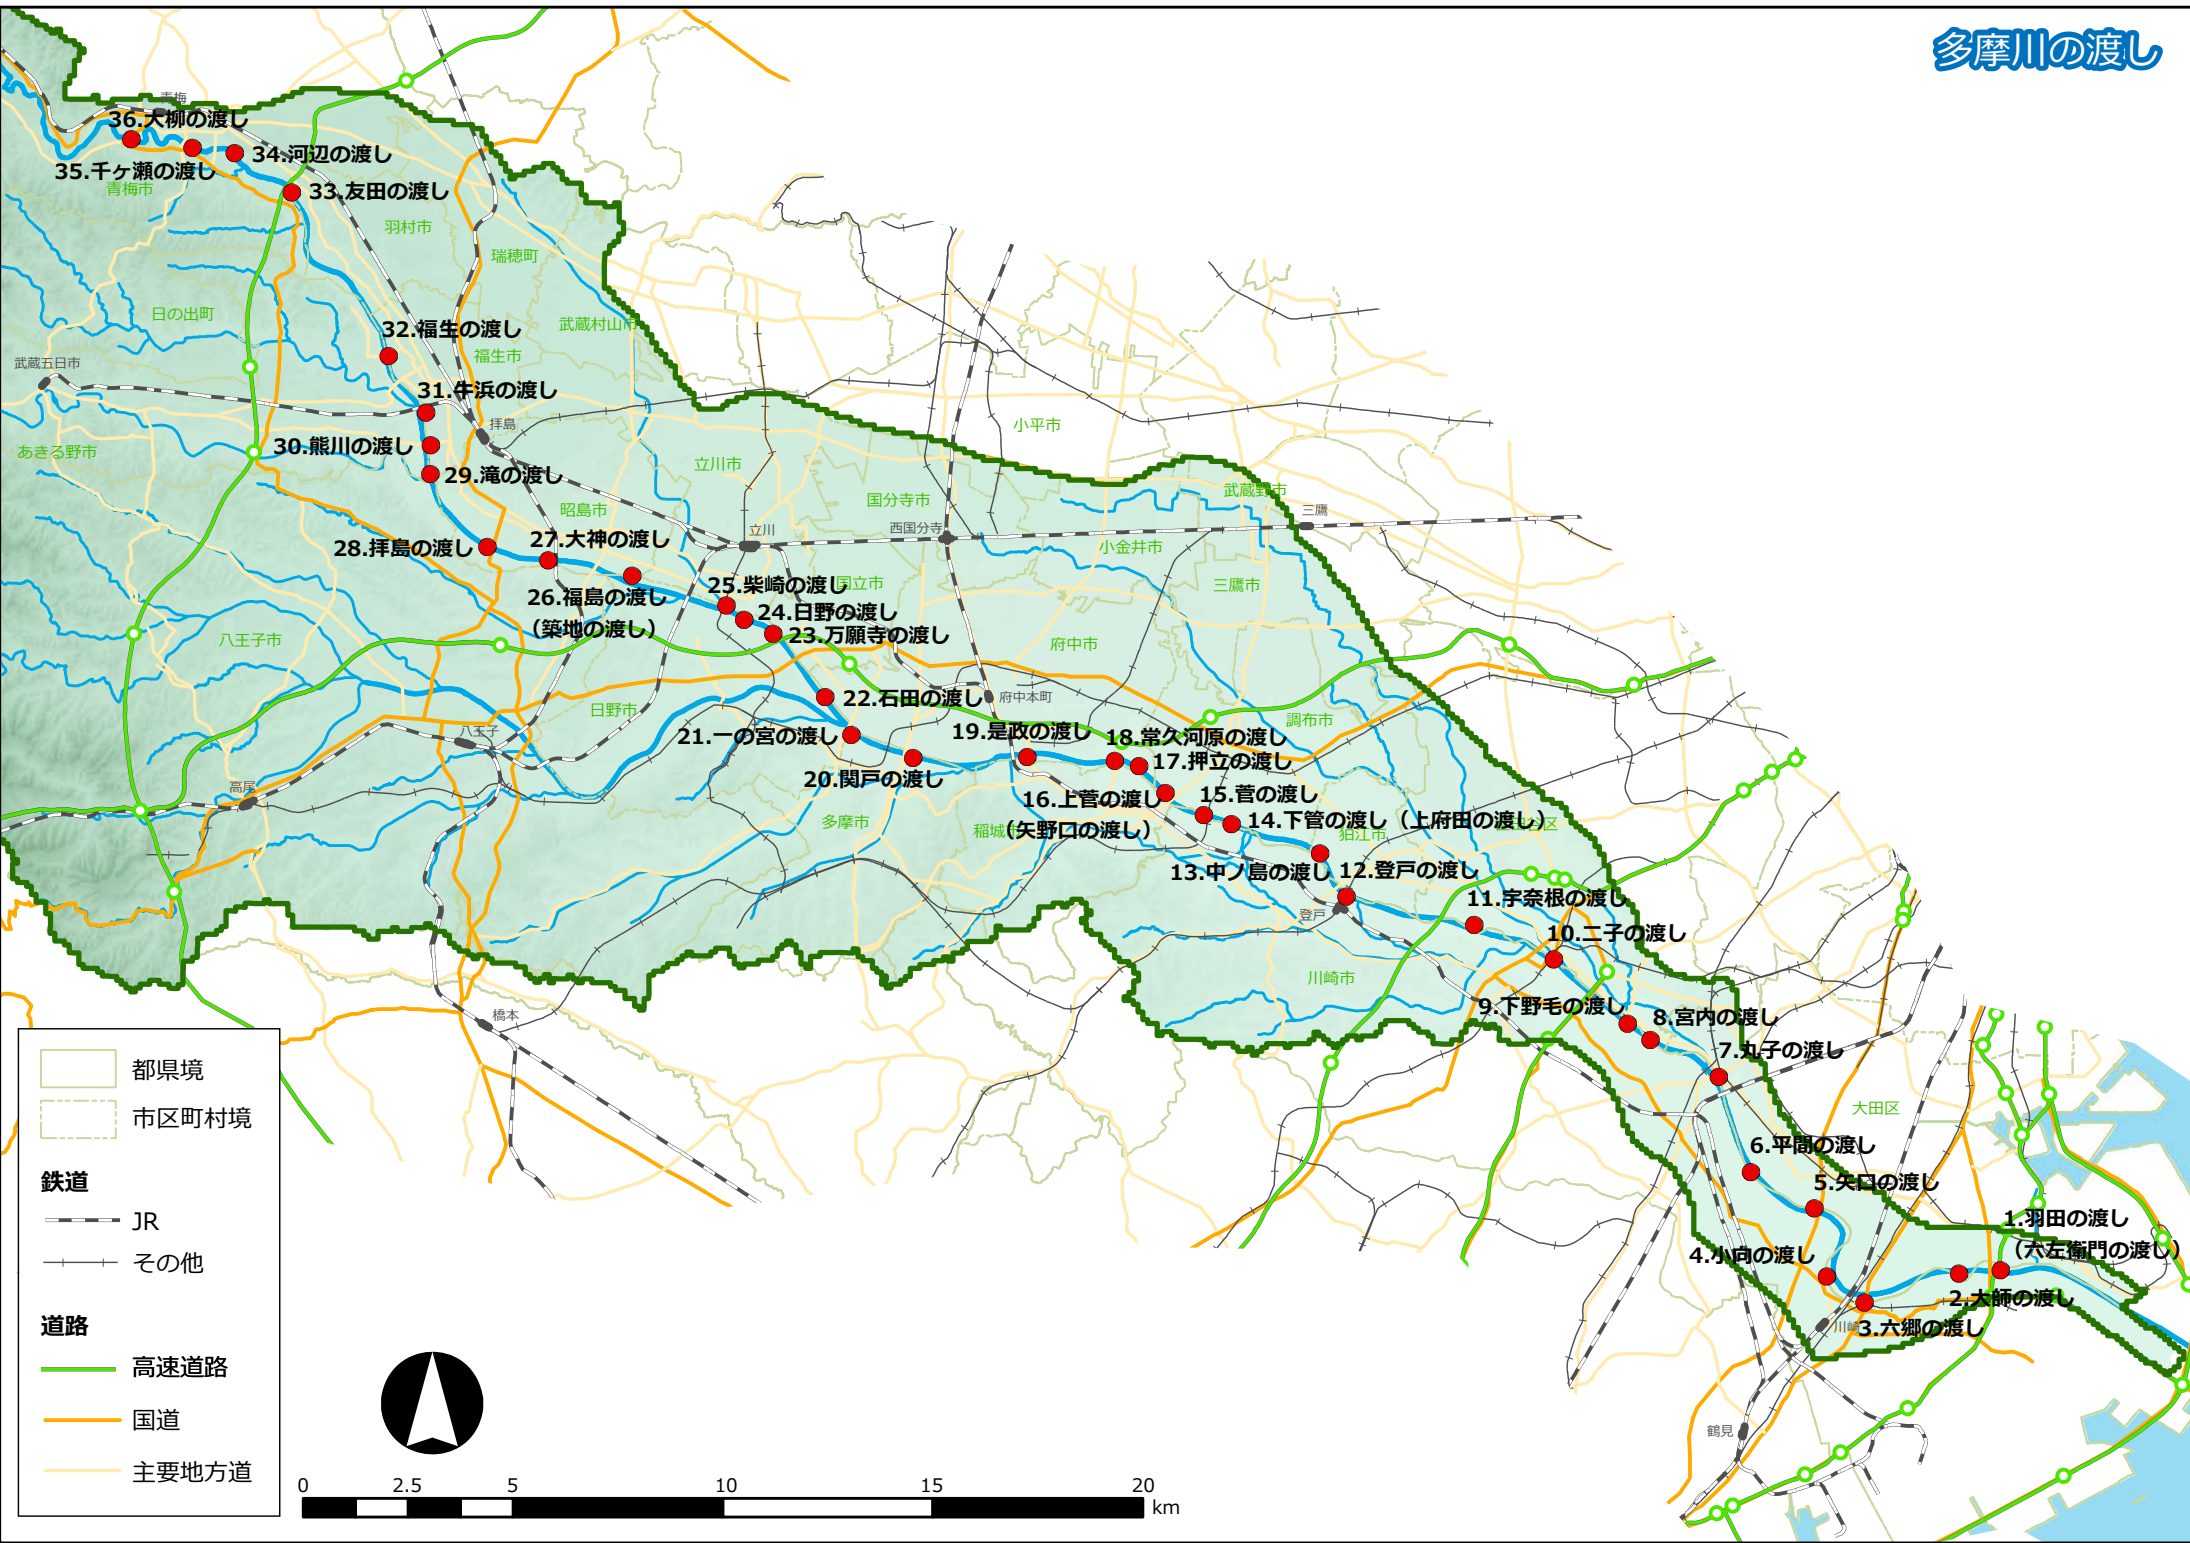 多摩川の渡し
青梅
36.大柳の渡し
34.河辺の渡し
35.千ヶ瀬の渡し
青梅市
33.友田の渡し
羽村市
瑞穂町
日の出町
武蔵村山市
32.福生の渡し
福生市
武蔵五日市
31.牛浜の渡し
拝島
小平市
30.熊川の渡し
あきる野市
29.滝の渡し
立川市
武蔵野市
国分寺市
昭島市
三鷹
立川
西国分寺
27.大神の渡し
28.拝島の渡し
小金井市
25.柴崎の渡し
国立市
三鷹市
26.福島の渡し
(築地の渡し)
24.日野の渡し
23.万願寺の渡し
八王子市
府中市
22.石田の渡し
府中本町
日野市
調布市
八王子
21.一の宮の渡し
19.是政の渡し
18.常久河原の渡し
17.押立の渡し
20.関戸の渡し
高尾
16.上菅の渡し
(矢野口の渡し)
15.菅の渡し
14.下管の渡し(上府田の渡し)
多摩市
狛江市
13.中ノ島の渡し
12.登戸の渡し
11.宇奈根の渡し
登戸
10.二子の渡し
川崎市
9.下野毛の渡し
8.宮内の渡し
橋本
7.丸子の渡し
大田区
6.平間の渡し
5.矢口の渡し
1.羽田の渡し
(六左衛門の渡し)
4.小向の渡し
2.大師の渡し
川崎
3.六郷の渡し
鶴見
都県境
市区町村境
鉄道
JR
その他
道路
高速道路
国道
主要地方道
0 2.5 5 10 15 20
km